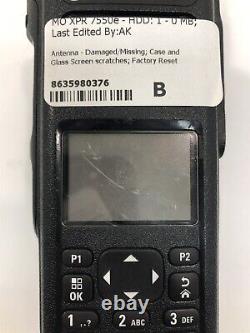 MO XPR 7550e - HDD: 1 - 0 MB;
Last Edited By:AK
Antenna - Damaged/Missing; Case and
Glass Screen scratches; Factory Reset
8635980376
B
P1
P2
OK
1 .,?
2 ABC
3 DEF